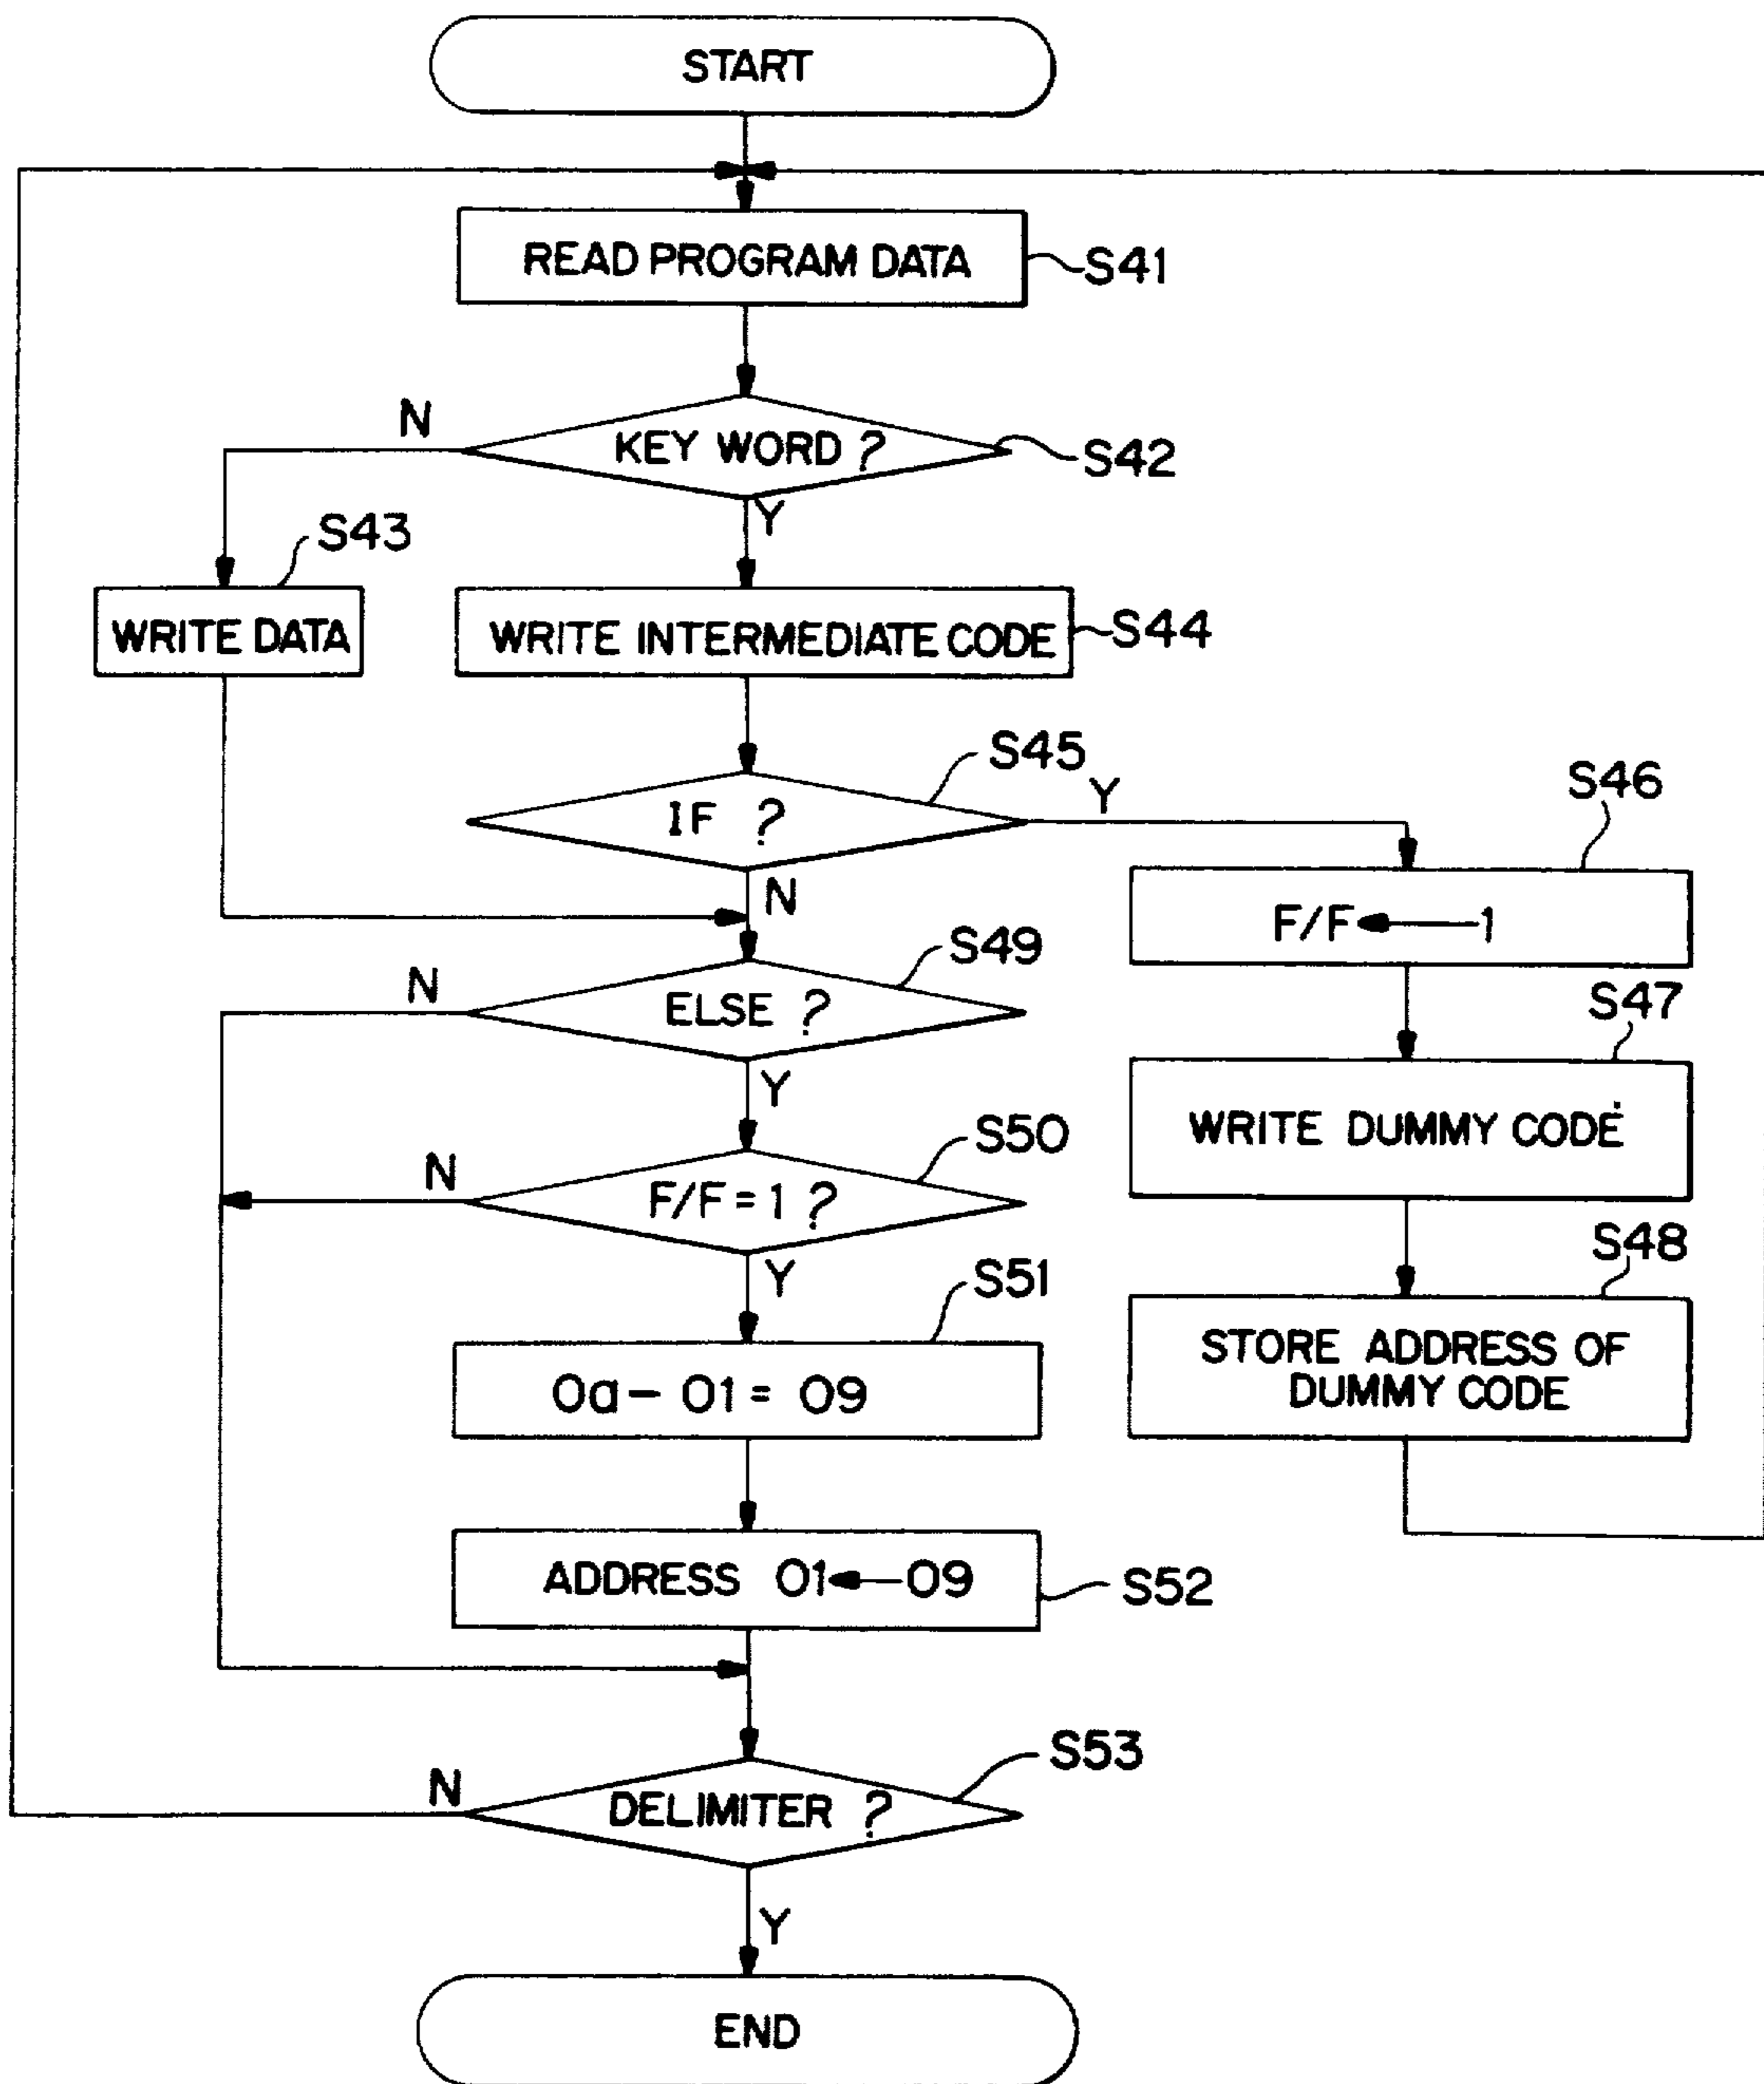 START
READ PROGRAM DATA
S41
N
KEY WORD ?
S42
Y
S43
WRITE DATA
WRITE INTERMEDIATE CODE
S44
S45
IF ?
Y
N
S46
F/F ← 1
S49
N
ELSE ?
Y
S47
WRITE DUMMY CODE
S50
N
F/F = 1 ?
Y
S48
STORE ADDRESS OF
DUMMY CODE
S51
0a - 01 = 09
ADDRESS 01 ← 09
S52
S53
N
DELIMITER ?
Y
END